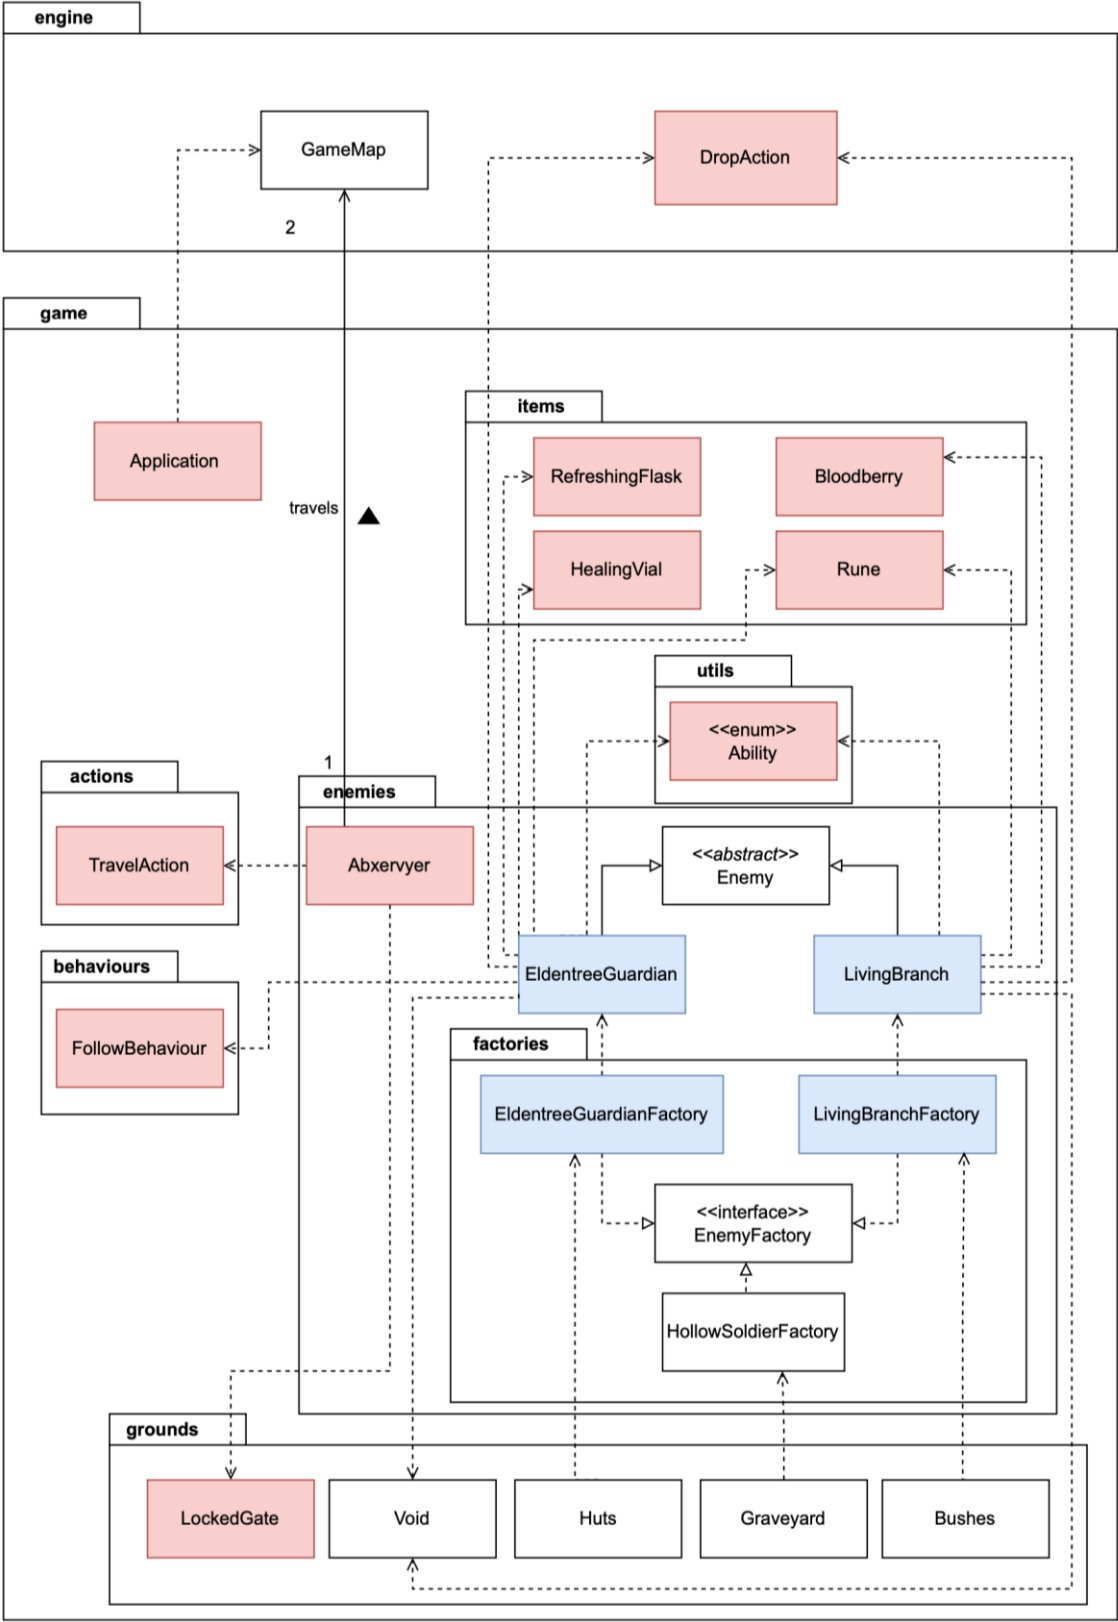 engine
GameMap
DropAction
2
game
items
Application
RefreshingFlask
Bloodberry
travels
HealingVial
Rune
utils
<<enum>>
Ability
1
actions
enemies
TravelAction
Abxervyer
<<abstract>>
Enemy
behaviours
EldentreeGuardian
LivingBranch
FollowBehaviour
factories
EldentreeGuardianFactory
LivingBranchFactory
<<interface>>
EnemyFactory
HollowSoldierFactory
grounds
LockedGate
Void
Huts
Graveyard
Bushes